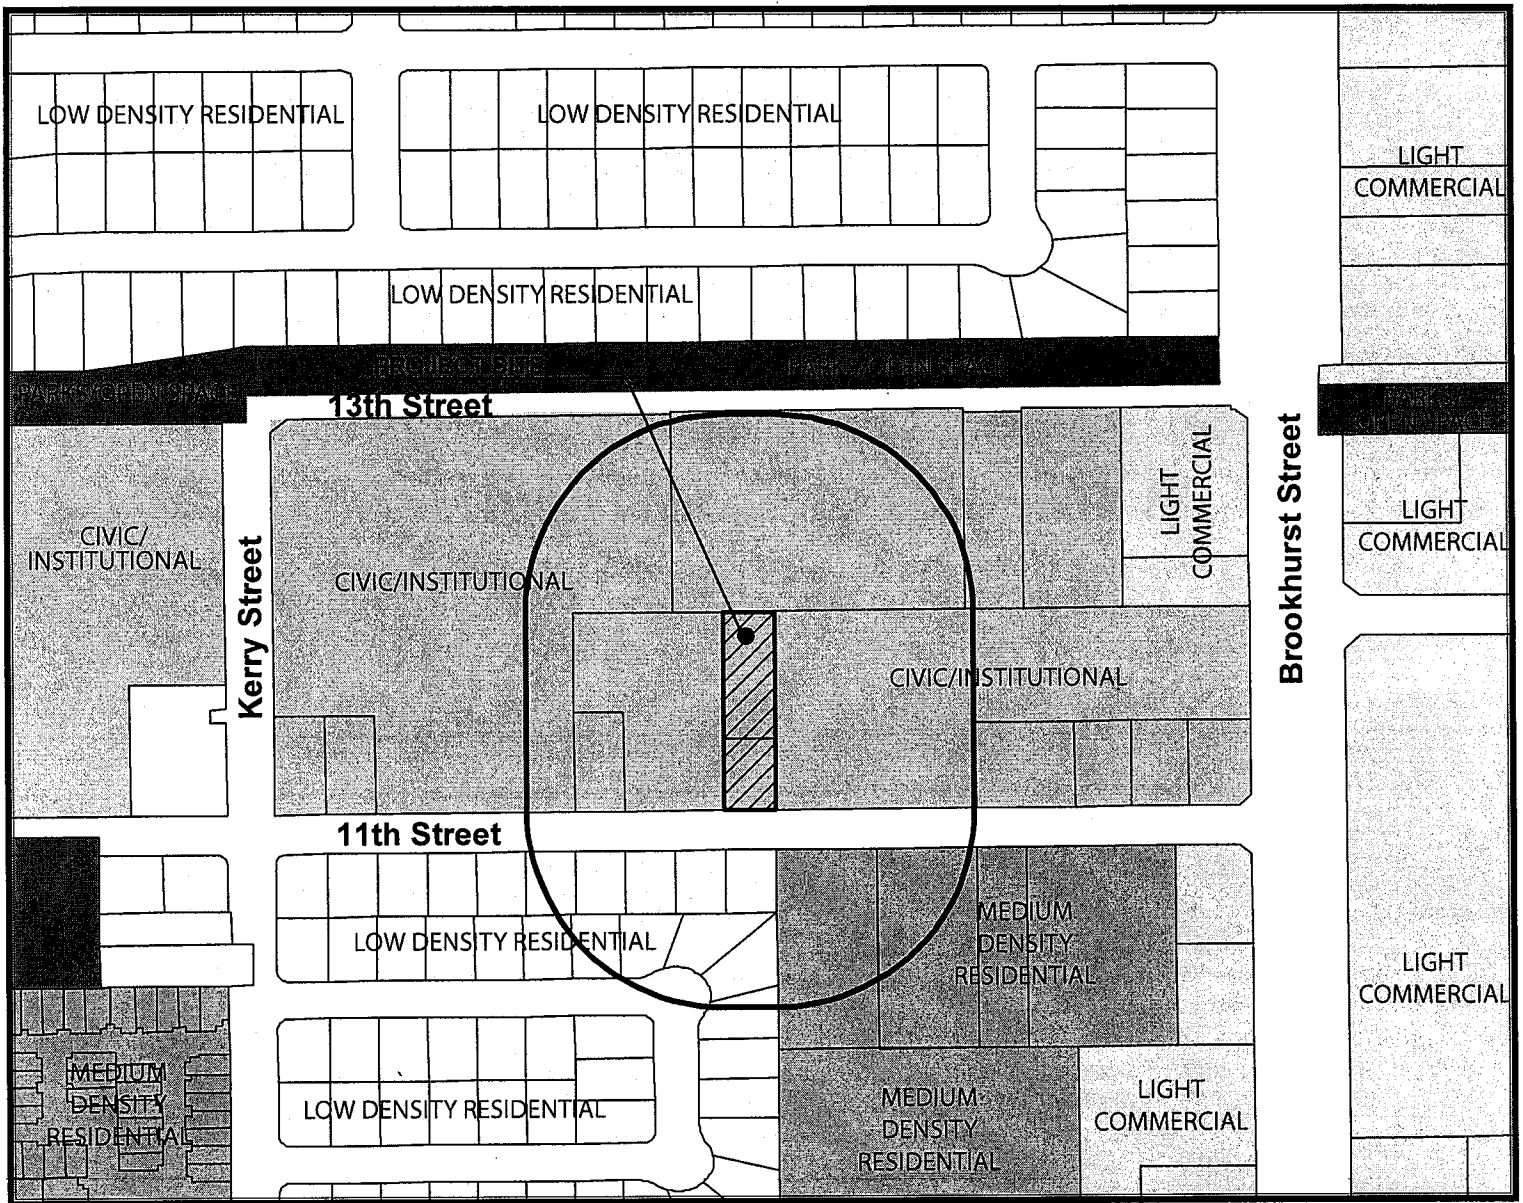 LOW DENSITY RESIDENTIAL
LOW DENSITY RESIDENTIAL
LIGHT
COMMERCIAL
LOW DENSITY RESIDENTIAL
PROJECT SITE
PARKS / OPEN SPACE
PARKS / OPEN SPACE
13th Street
LIGHT
COMMERCIAL
Brookhurst Street
LIGHT
COMMERCIAL
CIVIC/
INSTITUTIONAL
CIVIC/INSTITUTIONAL
Kerry Street
CIVIC/INSTITUTIONAL
11th Street
LOW DENSITY RESIDENTIAL
MEDIUM
DENSITY
RESIDENTIAL
LIGHT
COMMERCIAL
MEDIUM
DENSITY
RESIDENTIAL
LOW DENSITY RESIDENTIAL
MEDIUM
DENSITY
RESIDENTIAL
LIGHT
COMMERCIAL